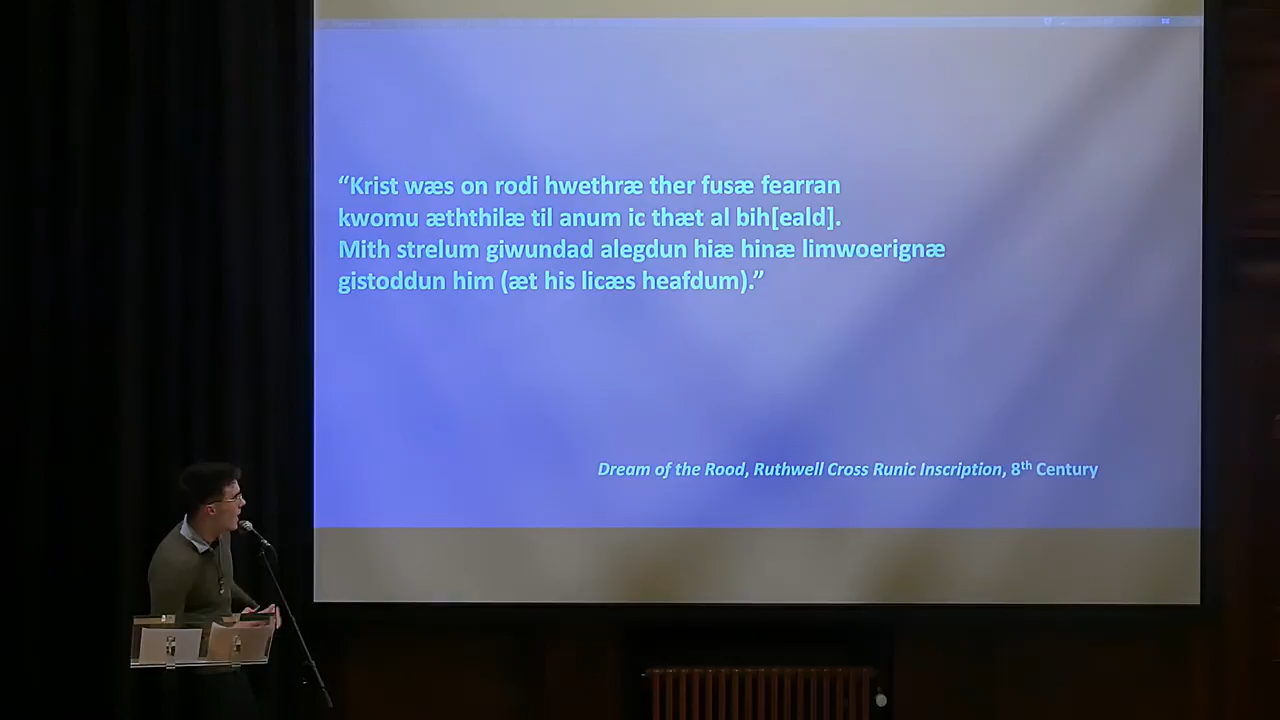 “Krist wæs on rodi hwethræ ther fusæ fearran
kwomu æththilæ til anum ic thæt al bih[eald].
Mith strelum giwundad alegdun hiæ hinæ limwoerignæ
gistoddun him (æt his licæs heafdum).”
Dream of the Rood, Ruthwell Cross Runic Inscription, 8th Century